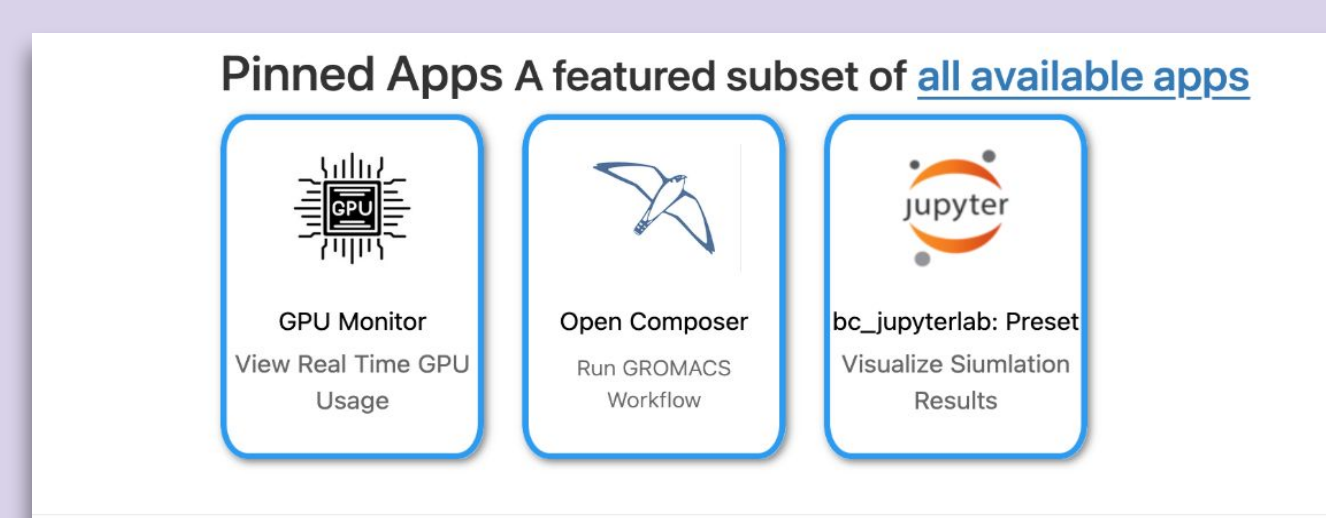 Pinned Apps A featured subset of all available apps
GPU
GPU Monitor
View Real Time GPU
Usage
Open Composer
Run GROMACS
Workflow
jupyter
bc_jupyterlab: Preset
Visualize Siumlation
Results